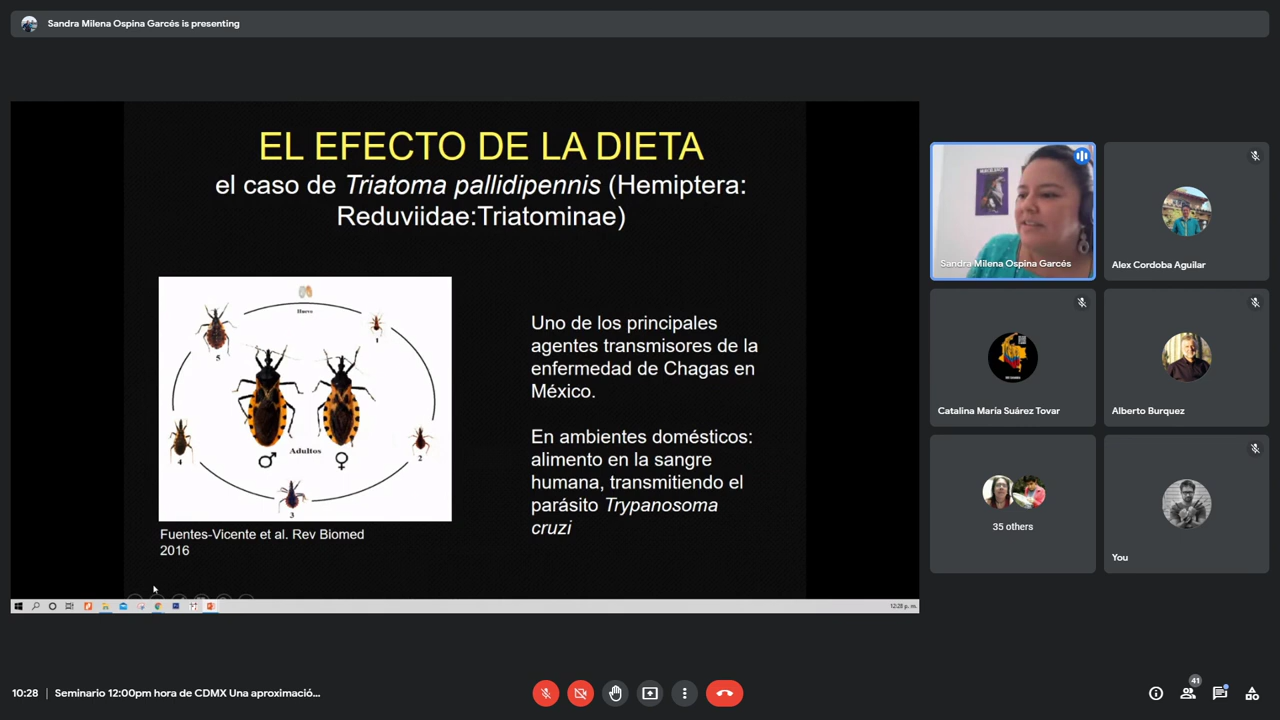 Sandra Milena Ospina Garcés is presenting
EL EFECTO DE LA DIETA
el caso de Triatoma pallidipennis (Hemiptera:
Reduviidae:Triatominae)
Huevo
1
2
3
4
5
Adultos
♂
♀
Fuentes-Vicente et al. Rev Biomed
2016
Uno de los principales
agentes transmisores de la
enfermedad de Chagas en
México.
En ambientes domésticos:
alimento en la sangre
humana, transmitiendo el
parásito Trypanosoma
cruzi
12:28 p. m.
Sandra Milena Ospina Garcés
Alex Cordoba Aguilar
Catalina María Suárez Tovar
Alberto Burquez
35 others
You
10:28
Seminario 12:00pm hora de CDMX Una aproximació...
41